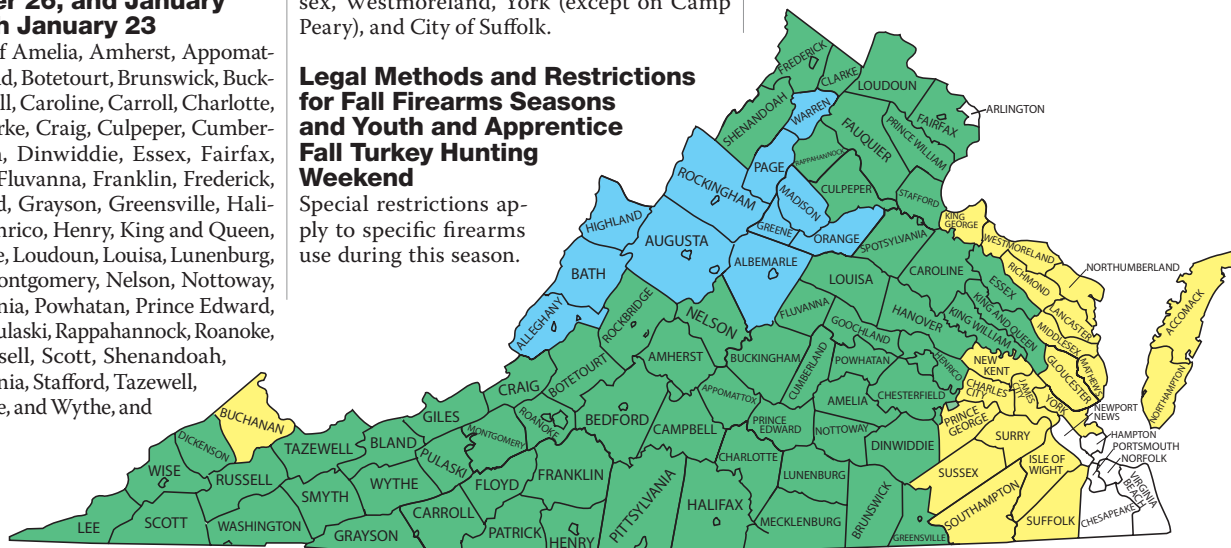 er 26, and January
h January 23
f Amelia, Amherst, Appomat-
d, Botetourt, Brunswick, Buck-
ll, Caroline, Carroll, Charlotte,
rke, Craig, Culpeper, Cumber-
n, Dinwiddie, Essex, Fairfax,
Fluvanna, Franklin, Frederick,
d, Grayson, Greensville, Hali-
nrico, Henry, King and Queen,
e, Loudoun, Louisa, Lunenburg,
ontgomery, Nelson, Nottoway,
nia, Powhatan, Prince Edward,
ulaski, Rappahannock, Roanoke,
sell, Scott, Shenandoah,
nia, Stafford, Tazewell,
e, and Wythe, and
sex, Westmoreland, York (except on Camp
Peary), and City of Suffolk.
Legal Methods and Restrictions
for Fall Firearms Seasons
and Youth and Apprentice
Fall Turkey Hunting
Weekend
Special restrictions ap-
ply to specific firearms
use during this season.
FREDERICK
CLARKE
LOUDOUN
SHENANDOAH
WARREN
FAUQUIER
PRINCE WILLIAM
FAIRFAX
ARLINGTON
RAPPAHANNOCK
PAGE
ROCKINGHAM
MADISON
CULPEPER
STAFFORD
HIGHLAND
GREENE
ORANGE
KING
GEORGE
AUGUSTA
ALBEMARLE
SPOTSYLVANIA
WESTMORELAND
BATH
LOUISA
CAROLINE
ESSEX
RICHMOND
NORTHUMBERLAND
ALLEGHANY
ROCKBRIDGE
NELSON
FLUVANNA
GOOCHLAND
HANOVER
KING WILLIAM
KING AND QUEEN
LANCASTER
MIDDLESEX
ACCOMACK
AMHERST
BUCKINGHAM
CUMBERLAND
POWHATAN
HENRICO
NEW
KENT
GLOUCESTER
MATHEWS
NORTHAMPTON
CRAIG
BOTETOURT
APPOMATTOX
AMELIA
CHESTERFIELD
CHARLES
CITY
JAMES
CITY
YORK
NEWPORT
NEWS
BUCHANAN
GILES
ROANOKE
BEDFORD
CAMPBELL
PRINCE
EDWARD
NOTTOWAY
PRINCE
GEORGE
HAMPTON
PORTSMOUTH
NORFOLK
DICKENSON
TAZEWELL
BLAND
MONTGOMERY
DINWIDDIE
SURRY
WISE
RUSSELL
PULASKI
CHARLOTTE
LUNENBURG
SUSSEX
ISLE OF
WIGHT
VIRGINIA
BEACH
SMYTH
WYTHE
FLOYD
FRANKLIN
PITTSYLVANIA
HALIFAX
BRUNSWICK
SOUTHAMPTON
LEE
SCOTT
WASHINGTON
GRAYSON
CARROLL
PATRICK
HENRY
MECKLENBURG
GREENSVILLE
SUFFOLK
CHESAPEAKE